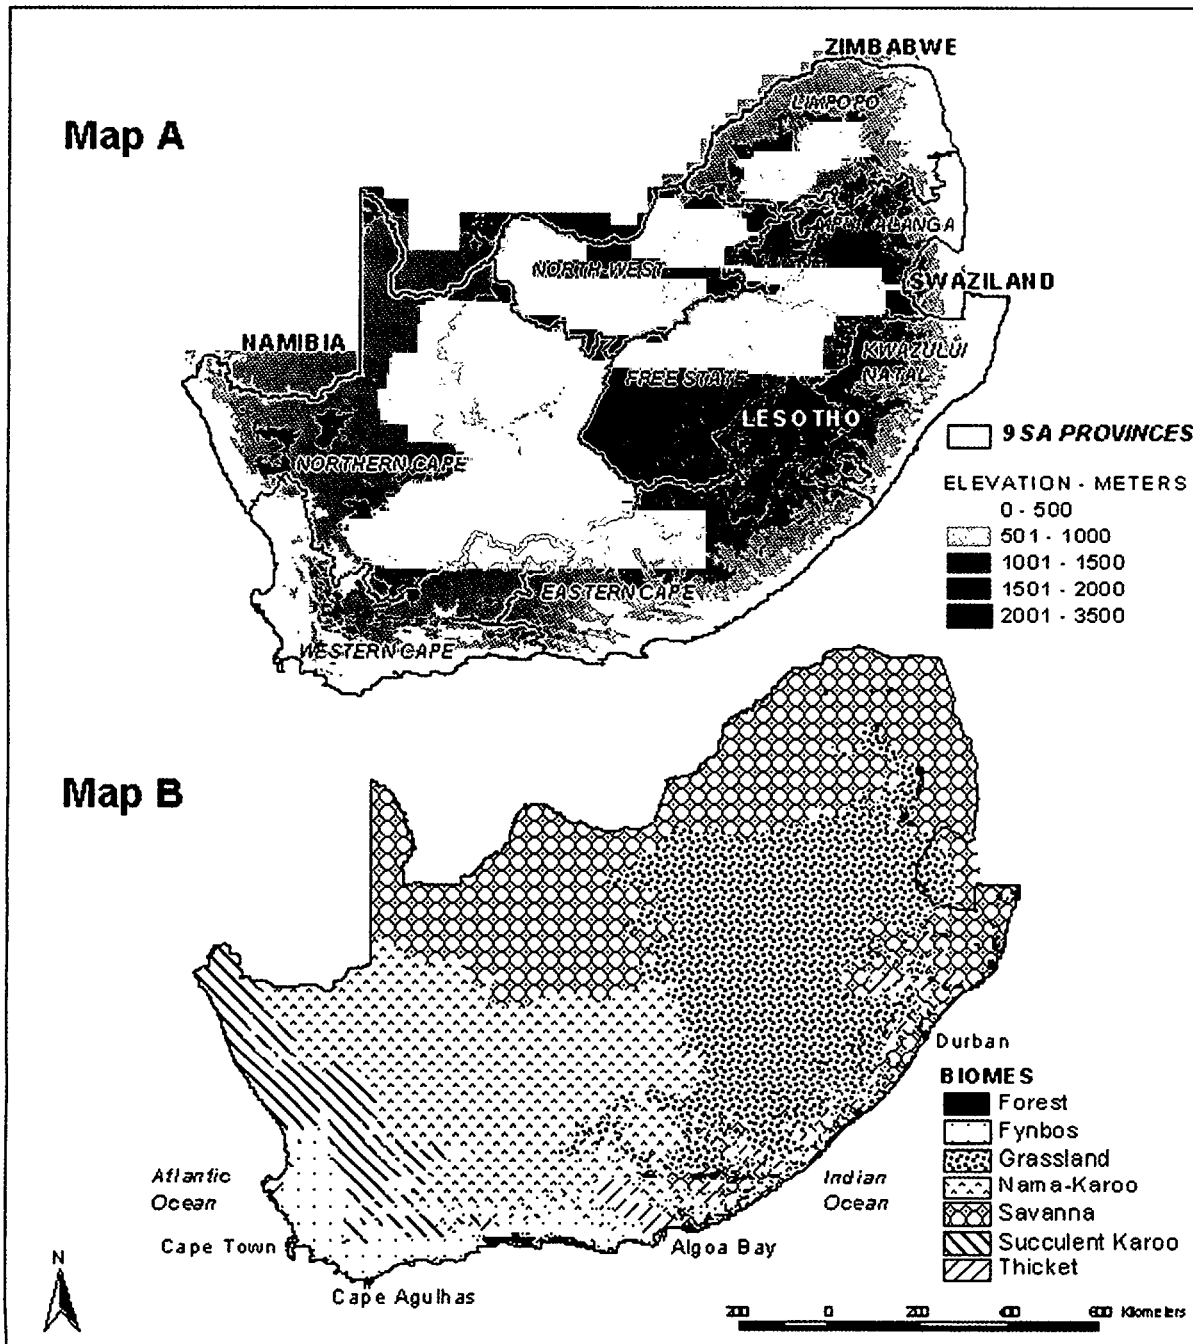 ZIMBABWE
LIMPOPO
Map A
MPUMALANGA
NORTH-WEST
SWAZILAND
NAMIBIA
KWAZULU/
NATAL
FREE STATE
LESOTHO
9 SA PROVINCES
NORTHERN CAPE
ELEVATION - METERS
0 - 500
501 - 1000
1001 - 1500
1501 - 2000
2001 - 3500
EASTERN CAPE
WESTERN CAPE
Map B
Durban
BIOMES
Forest
Fynbos
Grassland
Nama-Karoo
Savanna
Succulent Karoo
Thicket
Atlantic
Ocean
Indian
Ocean
Cape Town
Algoa Bay
Cape Agulhas
N
200 0 200 400 600 Kilometers